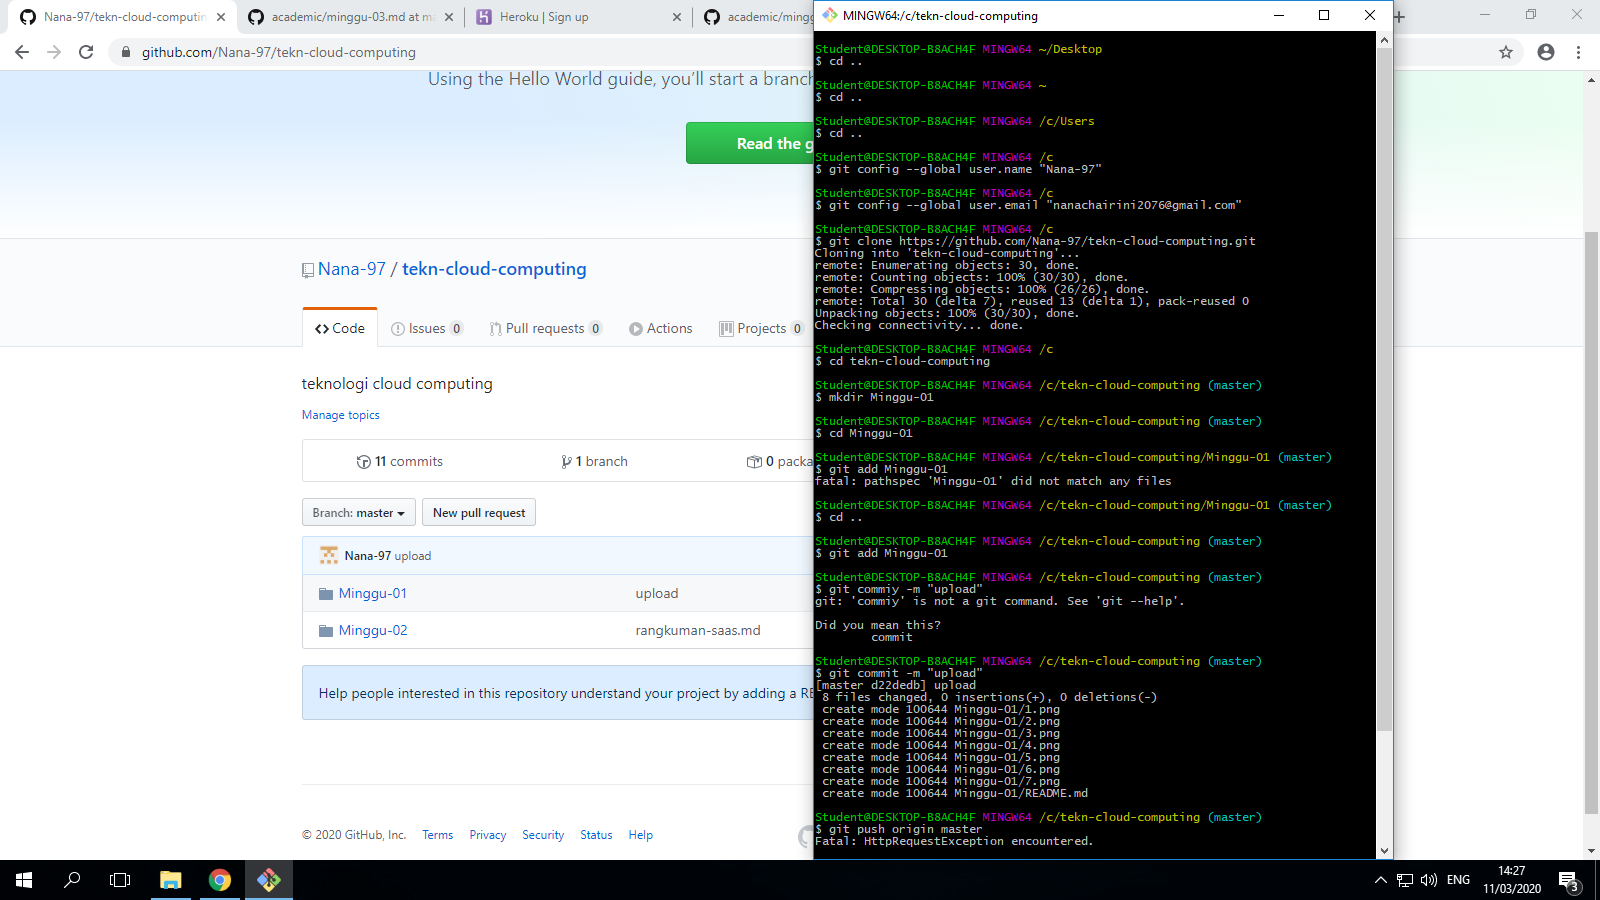 Nana-97/tekn-cloud-computin
academic/minggu-03.md at ma
Heroku | Sign up
academic/mingg
github.com/Nana-97/tekn-cloud-computing
Using the Hello World guide, you’ll start a branch
Read the g
Nana-97 / tekn-cloud-computing
Code
Issues 0
Pull requests 0
Actions
Projects 0
teknologi cloud computing
Manage topics
11 commits
1 branch
0 packa
Branch: master
New pull request
Nana-97 upload
Minggu-01 upload
Minggu-02 rangkuman-saas.md
Help people interested in this repository understand your project by adding a RE
© 2020 GitHub, Inc. Terms Privacy Security Status Help
MINGW64:/c/tekn-cloud-computing
Student@DESKTOP-B8ACH4F MINGW64 ~/Desktop
$ cd ..
Student@DESKTOP-B8ACH4F MINGW64 ~
$ cd ..
Student@DESKTOP-B8ACH4F MINGW64 /c/Users
$ cd ..
Student@DESKTOP-B8ACH4F MINGW64 /c
$ git config --global user.name "Nana-97"
Student@DESKTOP-B8ACH4F MINGW64 /c
$ git config --global user.email "nanachairini2076@gmail.com"
Student@DESKTOP-B8ACH4F MINGW64 /c
$ git clone https://github.com/Nana-97/tekn-cloud-computing.git
Cloning into 'tekn-cloud-computing'...
remote: Enumerating objects: 30, done.
remote: Counting objects: 100% (30/30), done.
remote: Compressing objects: 100% (26/26), done.
remote: Total 30 (delta 7), reused 13 (delta 1), pack-reused 0
Unpacking objects: 100% (30/30), done.
Checking connectivity... done.
Student@DESKTOP-B8ACH4F MINGW64 /c
$ cd tekn-cloud-computing
Student@DESKTOP-B8ACH4F MINGW64 /c/tekn-cloud-computing (master)
$ mkdir Minggu-01
Student@DESKTOP-B8ACH4F MINGW64 /c/tekn-cloud-computing (master)
$ cd Minggu-01
Student@DESKTOP-B8ACH4F MINGW64 /c/tekn-cloud-computing/Minggu-01 (master)
$ git add Minggu-01
fatal: pathspec 'Minggu-01' did not match any files
Student@DESKTOP-B8ACH4F MINGW64 /c/tekn-cloud-computing/Minggu-01 (master)
$ cd ..
Student@DESKTOP-B8ACH4F MINGW64 /c/tekn-cloud-computing (master)
$ git add Minggu-01
Student@DESKTOP-B8ACH4F MINGW64 /c/tekn-cloud-computing (master)
$ git commiy -m "upload"
git: 'commiy' is not a git command. See 'git --help'.
Did you mean this?
commit
Student@DESKTOP-B8ACH4F MINGW64 /c/tekn-cloud-computing (master)
$ git commit -m "upload"
[master d22dedb] upload
8 files changed, 0 insertions(+), 0 deletions(-)
create mode 100644 Minggu-01/1.png
create mode 100644 Minggu-01/2.png
create mode 100644 Minggu-01/3.png
create mode 100644 Minggu-01/4.png
create mode 100644 Minggu-01/5.png
create mode 100644 Minggu-01/6.png
create mode 100644 Minggu-01/7.png
create mode 100644 Minggu-01/README.md
Student@DESKTOP-B8ACH4F MINGW64 /c/tekn-cloud-computing (master)
$ git push origin master
Fatal: HttpRequestException encountered.
ENG
14:27
11/03/2020
3